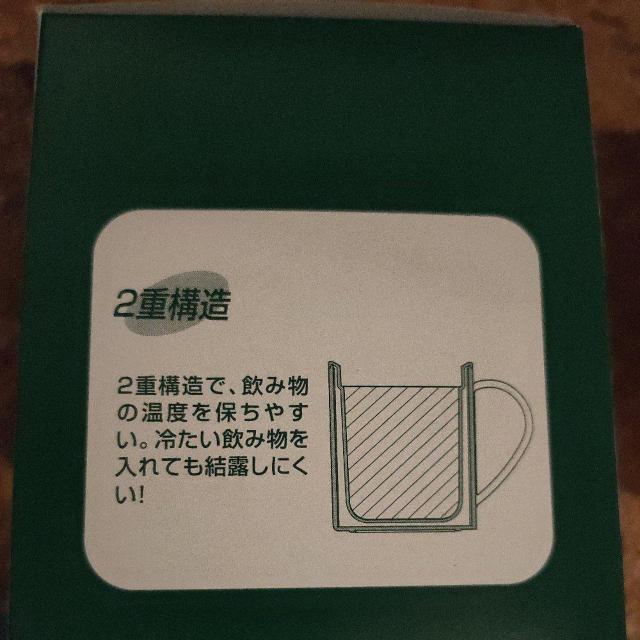 2重構造
2重構造で、飲み物
の温度を保ちやす
い。冷たい飲み物を
入れても結露しにく
い!